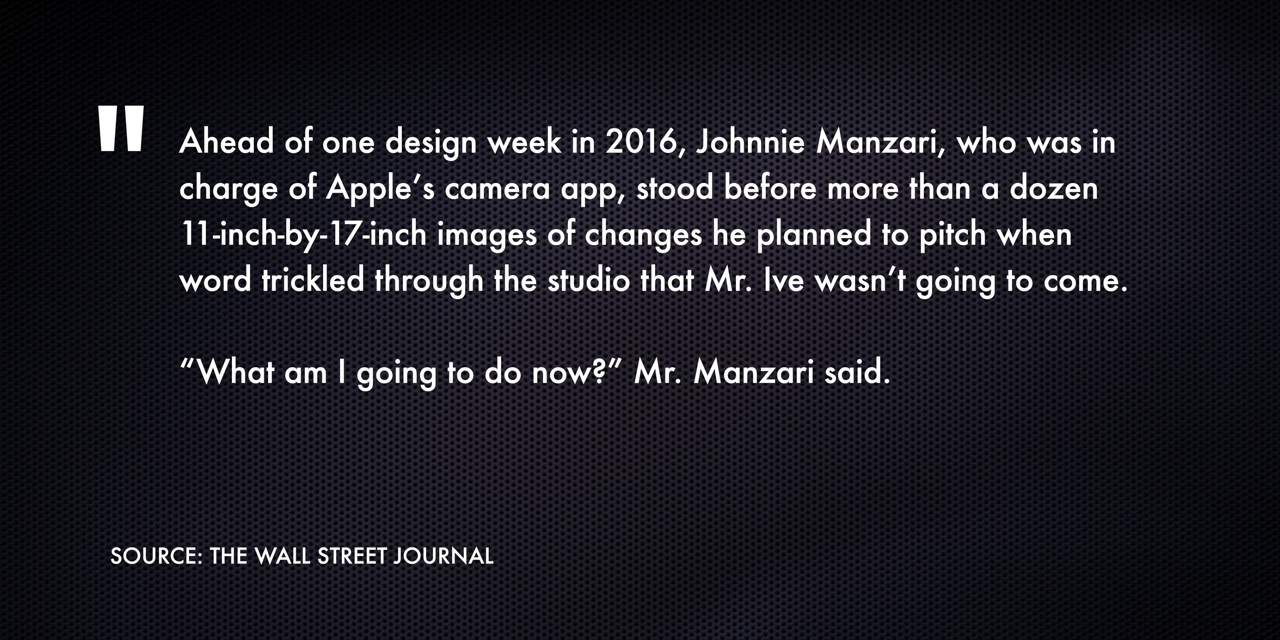 "
Ahead of one design week in 2016, Johnnie Manzari, who was in
charge of Apple’s camera app, stood before more than a dozen
11-inch-by-17-inch images of changes he planned to pitch when
word trickled through the studio that Mr. Ive wasn’t going to come.
“What am I going to do now?” Mr. Manzari said.
SOURCE: THE WALL STREET JOURNAL